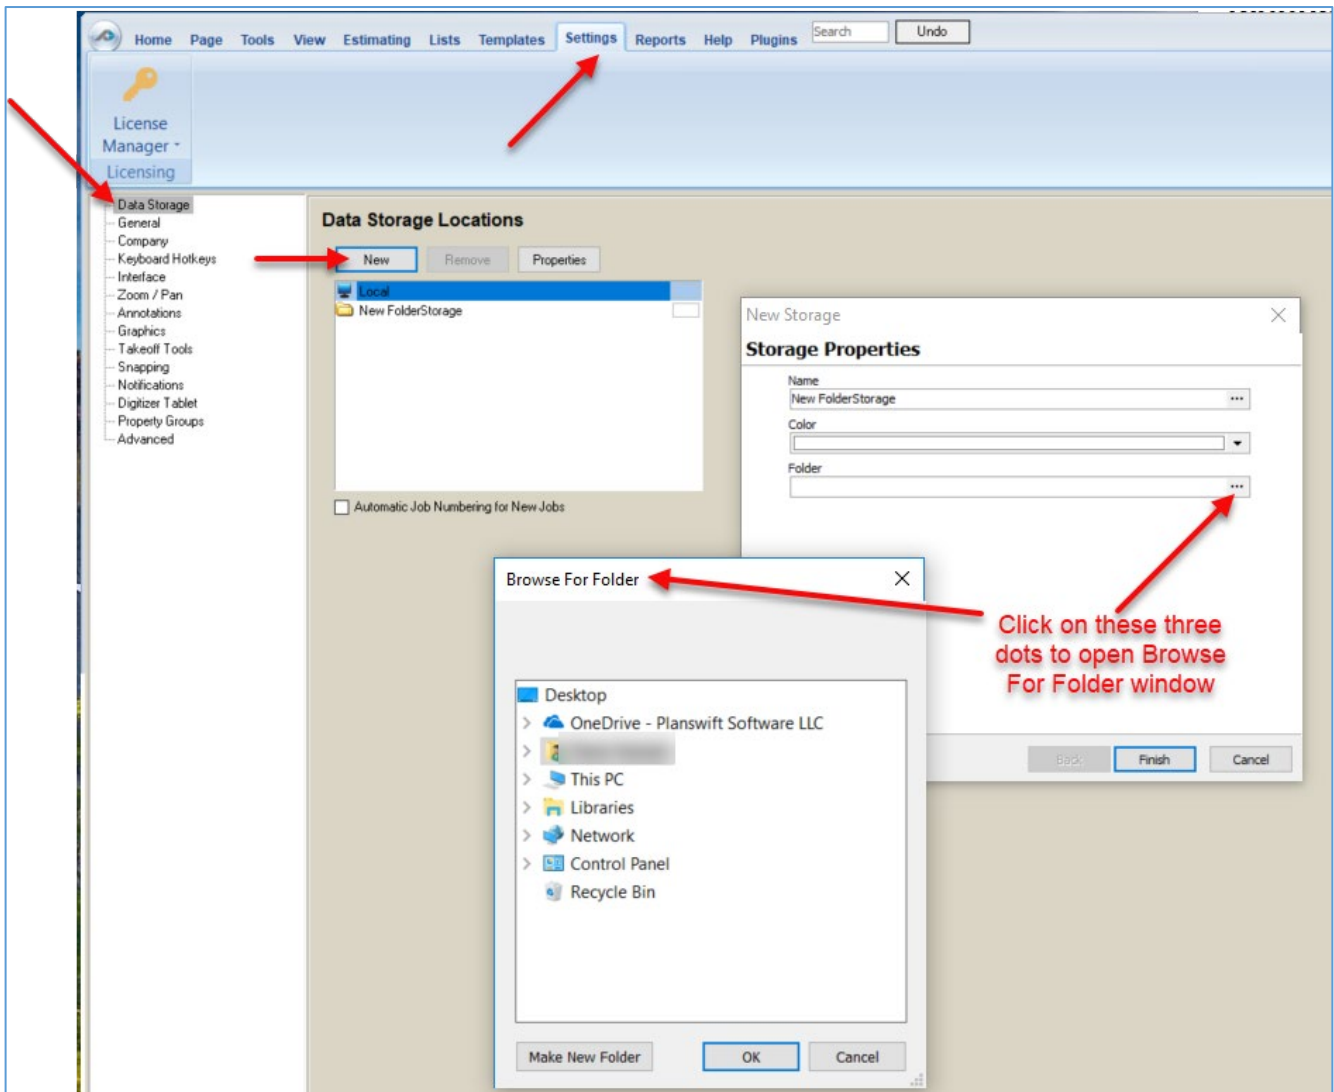 Home Page Tools View Estimating Lists Templates Settings Reports Help Plugins Search Undo
License
Manager
Licensing
Data Storage
General
Company
Keyboard Hotkeys
Interface
Zoom / Pan
Annotations
Graphics
Takeoff Tools
Snapping
Notifications
Digitizer Tablet
Property Groups
Advanced
Data Storage Locations
New Remove Properties
Local
New FolderStorage
Automatic Job Numbering for New Jobs
New Storage
Storage Properties
Name
New FolderStorage
Color
Folder
Click on these three
dots to open Browse
For Folder window
Back Finish Cancel
Browse For Folder
Desktop
OneDrive - Planswift Software LLC
This PC
Libraries
Network
Control Panel
Recycle Bin
Make New Folder OK Cancel